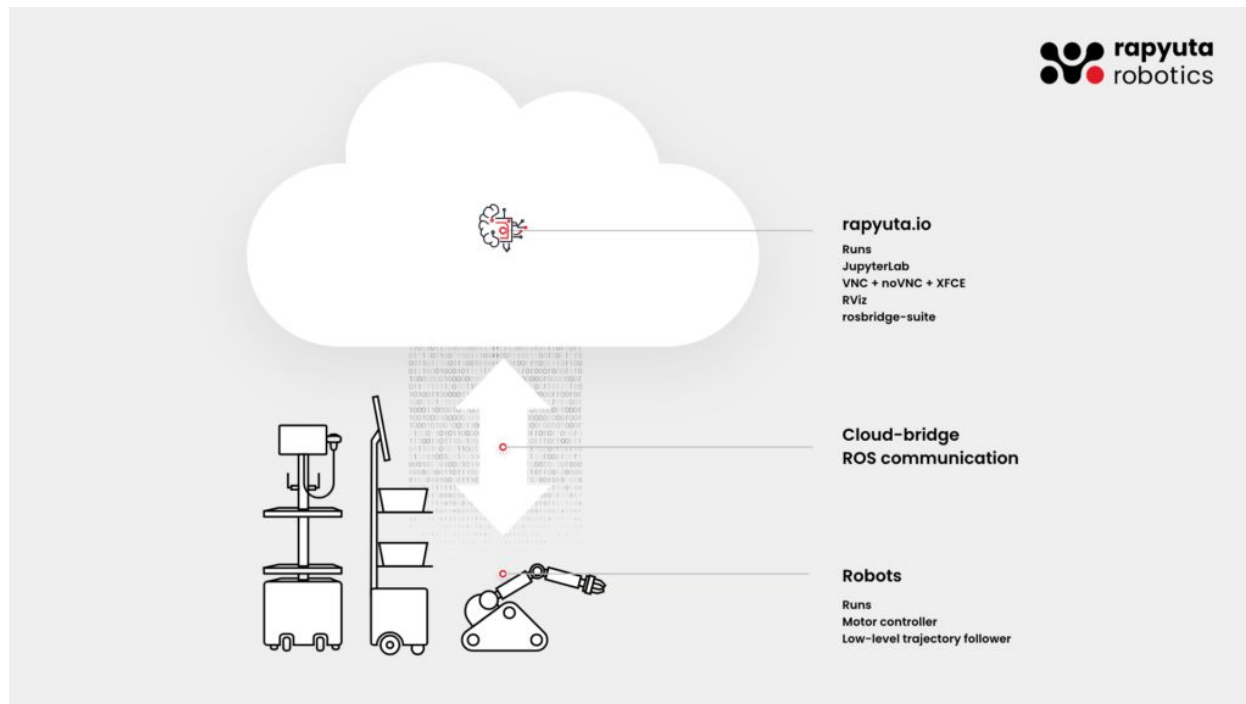 rapyuta
robotics
rapyuta.io
Runs
JupyterLab
VNC + noVNC + XFCE
RViz
rosbridge-suite
Cloud-bridge
ROS communication
Robots
Runs
Motor controller
Low-level trajectory follower